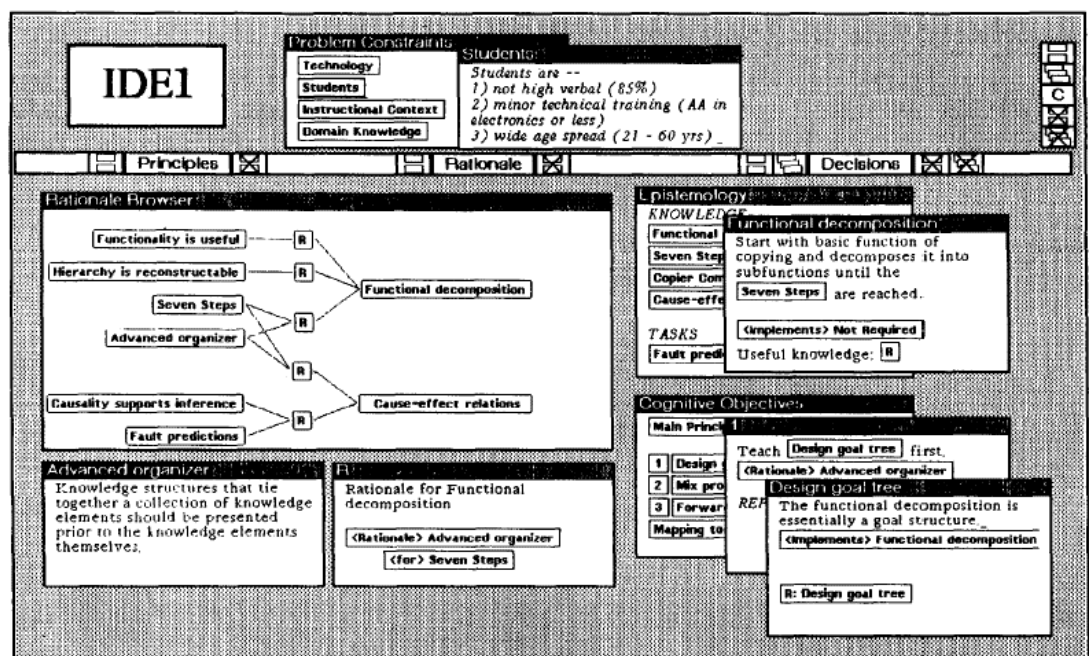 IDE1
Problem Constraints
Technology
Students
Instructional Context
Domain Knowledge
Students
Students are --
1) not high verbal (85%)
2) minor technical training (AA in
electronics or less)
3) wide age spread (21 - 60 yrs)_
C
Principles
Rationale
Decisions
Rationale Browser
Functionality is useful
R
Hierarchy is reconstructable
R
Functional decomposition
Seven Steps
R
Advanced organizer
R
Causality supports inference
Cause-effect relations
R
Fault predictions
Epistemology
KNOWLEDGE
Functional
Seven Step
Copier Com
Cause-effe
TASKS
Fault predi
Functional decomposition
Start with basic function of
copying and decomposes it into
subfunctions until the
Seven Steps are reached.
<Implements> Not Required
Useful knowledge: R
Advanced organizer
Knowledge structures that tie
together a collection of knowledge
elements should be presented
prior to the knowledge elements
themselves.
R
Rationale for Functional
decomposition
<Rationale> Advanced organizer
<for> Seven Steps
Cognitive Objectives
Main Princi
1 Design
2 Mix pro
3 Forwar
Mapping to
1
Teach Design goal tree first.
<Rationale> Advanced organizer
REP
Design goal tree
The functional decomposition is
essentially a goal structure._
<Implements> Functional decomposition
R: Design goal tree